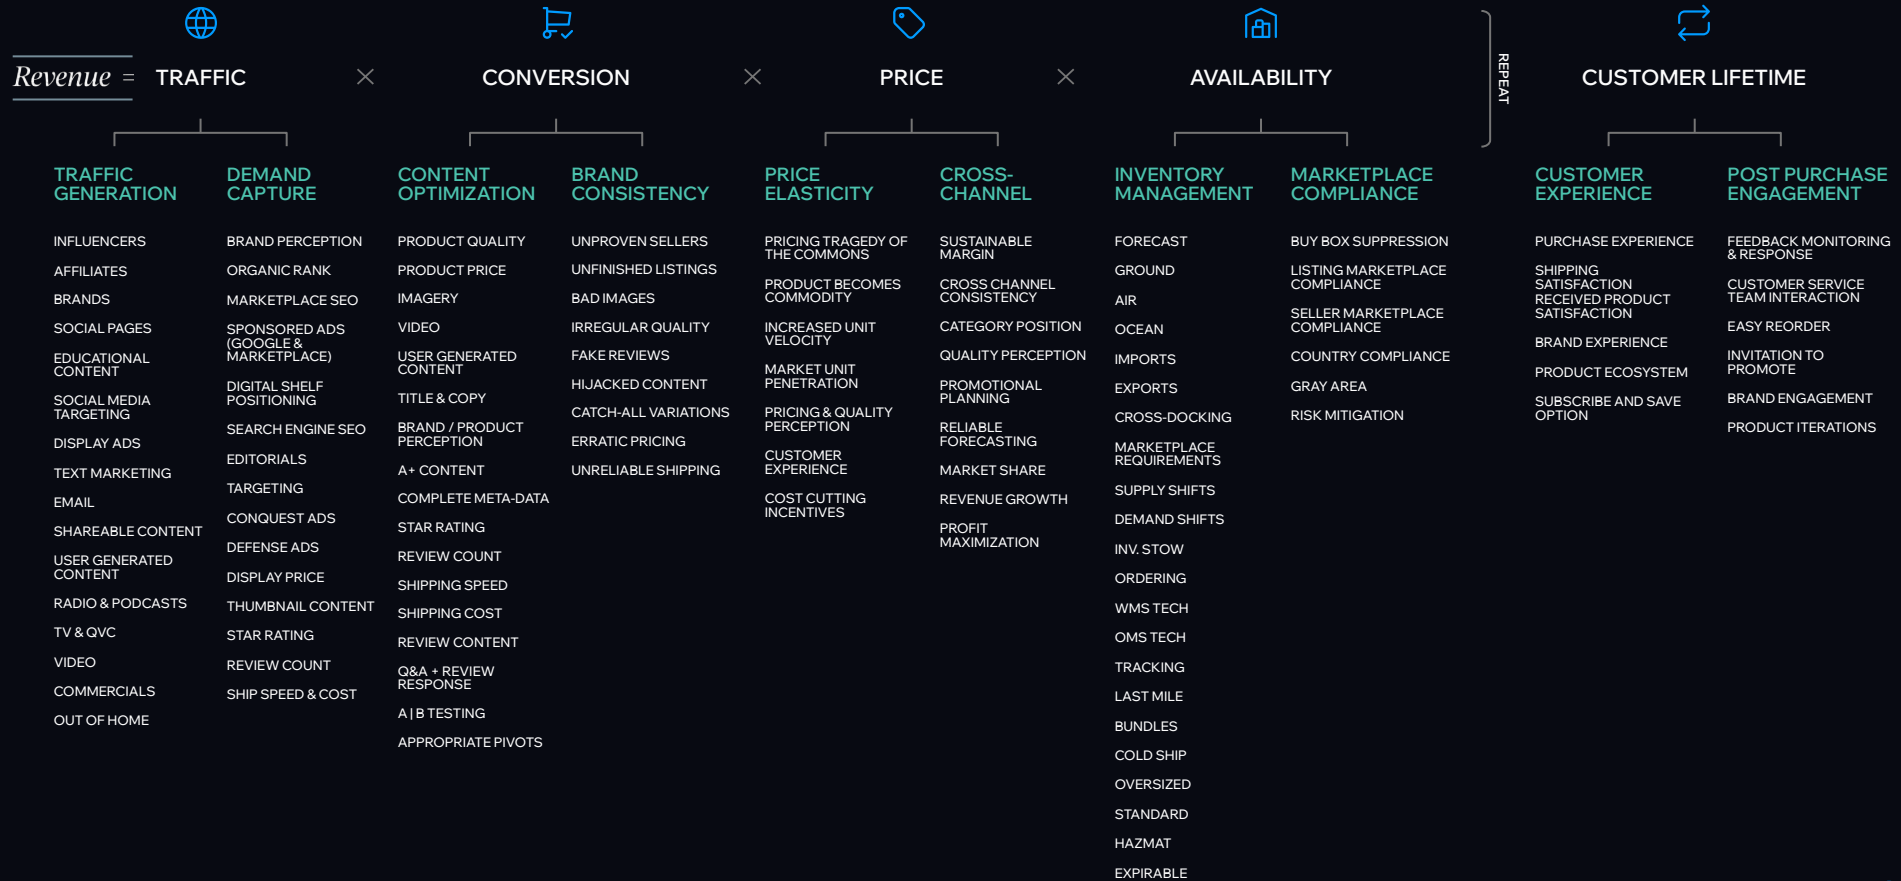 Revenue = TRAFFIC × CONVERSION × PRICE × AVAILABILITY
REPEAT
CUSTOMER LIFETIME
TRAFFIC
GENERATION
INFLUENCERS
AFFILIATES
BRANDS
SOCIAL PAGES
EDUCATIONAL
CONTENT
SOCIAL MEDIA
TARGETING
DISPLAY ADS
TEXT MARKETING
EMAIL
SHAREABLE CONTENT
USER GENERATED
CONTENT
RADIO & PODCASTS
TV & QVC
VIDEO
COMMERCIALS
OUT OF HOME
DEMAND
CAPTURE
BRAND PERCEPTION
ORGANIC RANK
MARKETPLACE SEO
SPONSORED ADS
(GOOGLE &
MARKETPLACE)
DIGITAL SHELF
POSITIONING
SEARCH ENGINE SEO
EDITORIALS
TARGETING
CONQUEST ADS
DEFENSE ADS
DISPLAY PRICE
THUMBNAIL CONTENT
STAR RATING
REVIEW COUNT
SHIP SPEED & COST
CONTENT
OPTIMIZATION
PRODUCT QUALITY
PRODUCT PRICE
IMAGERY
VIDEO
USER GENERATED
CONTENT
TITLE & COPY
BRAND / PRODUCT
PERCEPTION
A+ CONTENT
COMPLETE META-DATA
STAR RATING
REVIEW COUNT
SHIPPING SPEED
SHIPPING COST
REVIEW CONTENT
Q&A + REVIEW
RESPONSE
A | B TESTING
APPROPRIATE PIVOTS
BRAND
CONSISTENCY
UNPROVEN SELLERS
UNFINISHED LISTINGS
BAD IMAGES
IRREGULAR QUALITY
FAKE REVIEWS
HIJACKED CONTENT
CATCH-ALL VARIATIONS
ERRATIC PRICING
UNRELIABLE SHIPPING
PRICE
ELASTICITY
PRICING TRAGEDY OF
THE COMMONS
PRODUCT BECOMES
COMMODITY
INCREASED UNIT
VELOCITY
MARKET UNIT
PENETRATION
PRICING & QUALITY
PERCEPTION
CUSTOMER
EXPERIENCE
COST CUTTING
INCENTIVES
CROSS-
CHANNEL
SUSTAINABLE
MARGIN
CROSS CHANNEL
CONSISTENCY
CATEGORY POSITION
QUALITY PERCEPTION
PROMOTIONAL
PLANNING
RELIABLE
FORECASTING
MARKET SHARE
REVENUE GROWTH
PROFIT
MAXIMIZATION
INVENTORY
MANAGEMENT
FORECAST
GROUND
AIR
OCEAN
IMPORTS
EXPORTS
CROSS-DOCKING
MARKETPLACE
REQUIREMENTS
SUPPLY SHIFTS
DEMAND SHIFTS
INV. STOW
ORDERING
WMS TECH
OMS TECH
TRACKING
LAST MILE
BUNDLES
COLD SHIP
OVERSIZED
STANDARD
HAZMAT
EXPIRABLE
MARKETPLACE
COMPLIANCE
BUY BOX SUPPRESSION
LISTING MARKETPLACE
COMPLIANCE
SELLER MARKETPLACE
COMPLIANCE
COUNTRY COMPLIANCE
GRAY AREA
RISK MITIGATION
CUSTOMER
EXPERIENCE
PURCHASE EXPERIENCE
SHIPPING
SATISFACTION
RECEIVED PRODUCT
SATISFACTION
BRAND EXPERIENCE
PRODUCT ECOSYSTEM
SUBSCRIBE AND SAVE
OPTION
POST PURCHASE
ENGAGEMENT
FEEDBACK MONITORING
& RESPONSE
CUSTOMER SERVICE
TEAM INTERACTION
EASY REORDER
INVITATION TO
PROMOTE
BRAND ENGAGEMENT
PRODUCT ITERATIONS